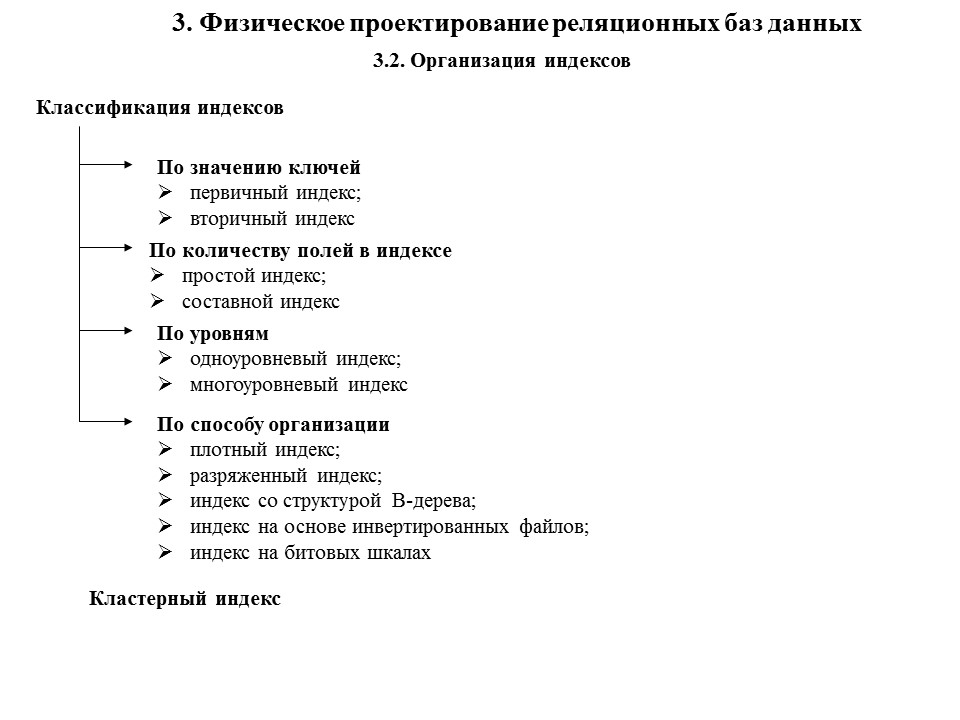 3. Физическое проектирование реляционных баз данных
3.2. Организация индексов
Классификация индексов
По значению ключей
первичный индекс;
вторичный индекс
По количеству полей в индексе
простой индекс;
составной индекс
По уровням
одноуровневый индекс;
многоуровневый индекс
По способу организации
плотный индекс;
разряженный индекс;
индекс со структурой В-дерева;
индекс на основе инвертированных файлов;
индекс на битовых шкалах
Кластерный индекс